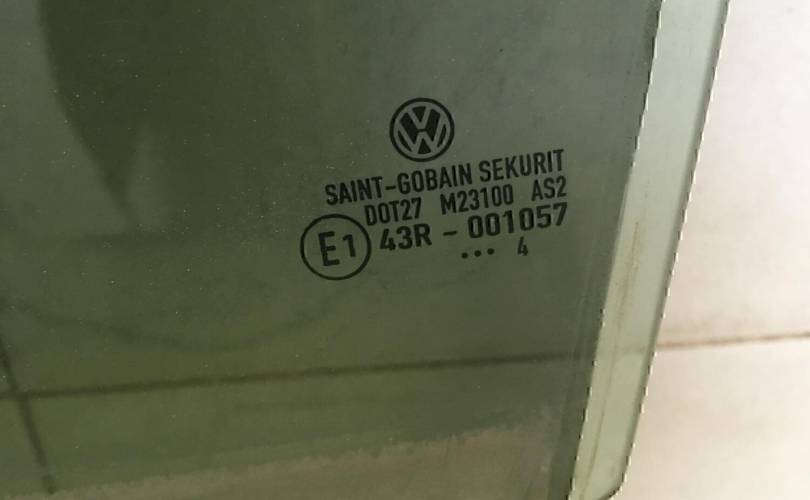 SAINT-GOBAIN SEKURIT
DOT27 M23100 AS2
E1 43R - 001057
... 4